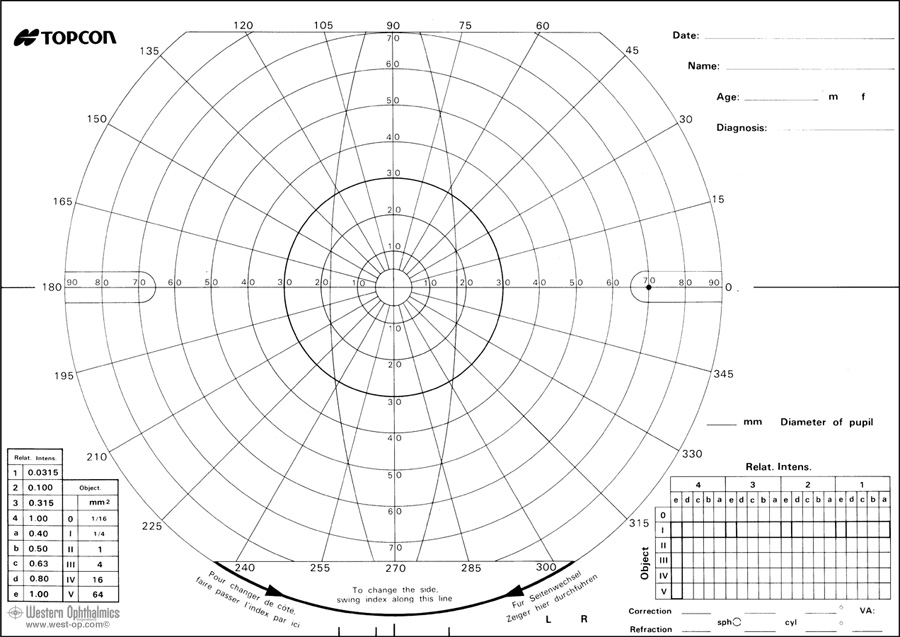 TOPCON
Date:
Name:
Age: m f
Diagnosis:
120 105 90 75 60
135 45
150 30
165 15
180 0
195 345
210 330
225 315
240 255 270 285 300
70
60
50
40
30
20
10
90 80 70 60 50 40 30 20 10 10 20 30 40 50 60 70 80 90
10
20
30
40
50
60
70
mm Diameter of pupil
Relat. Intens.
1 0.0315
2 0.100
3 0.315
4 1.00
a 0.40
b 0.50
c 0.63
d 0.80
e 1.00
Object.
mm2
0 1/16
I 1/4
II 1
III 4
IV 16
V 64
Western Ophthalmics
www.west-op.com©
Pour changer de côte,
faire passer l'index par ici
To change the side,
swing index along this line
Für Seitenwechsel
Zeiger hier durchführen
L R
Relat. Intens.
4 3 2 1
e d c b a e d c b a e d c b a e d c b a
Object
0
I
II
III
IV
V
Correction VA:
Refraction sph cyl